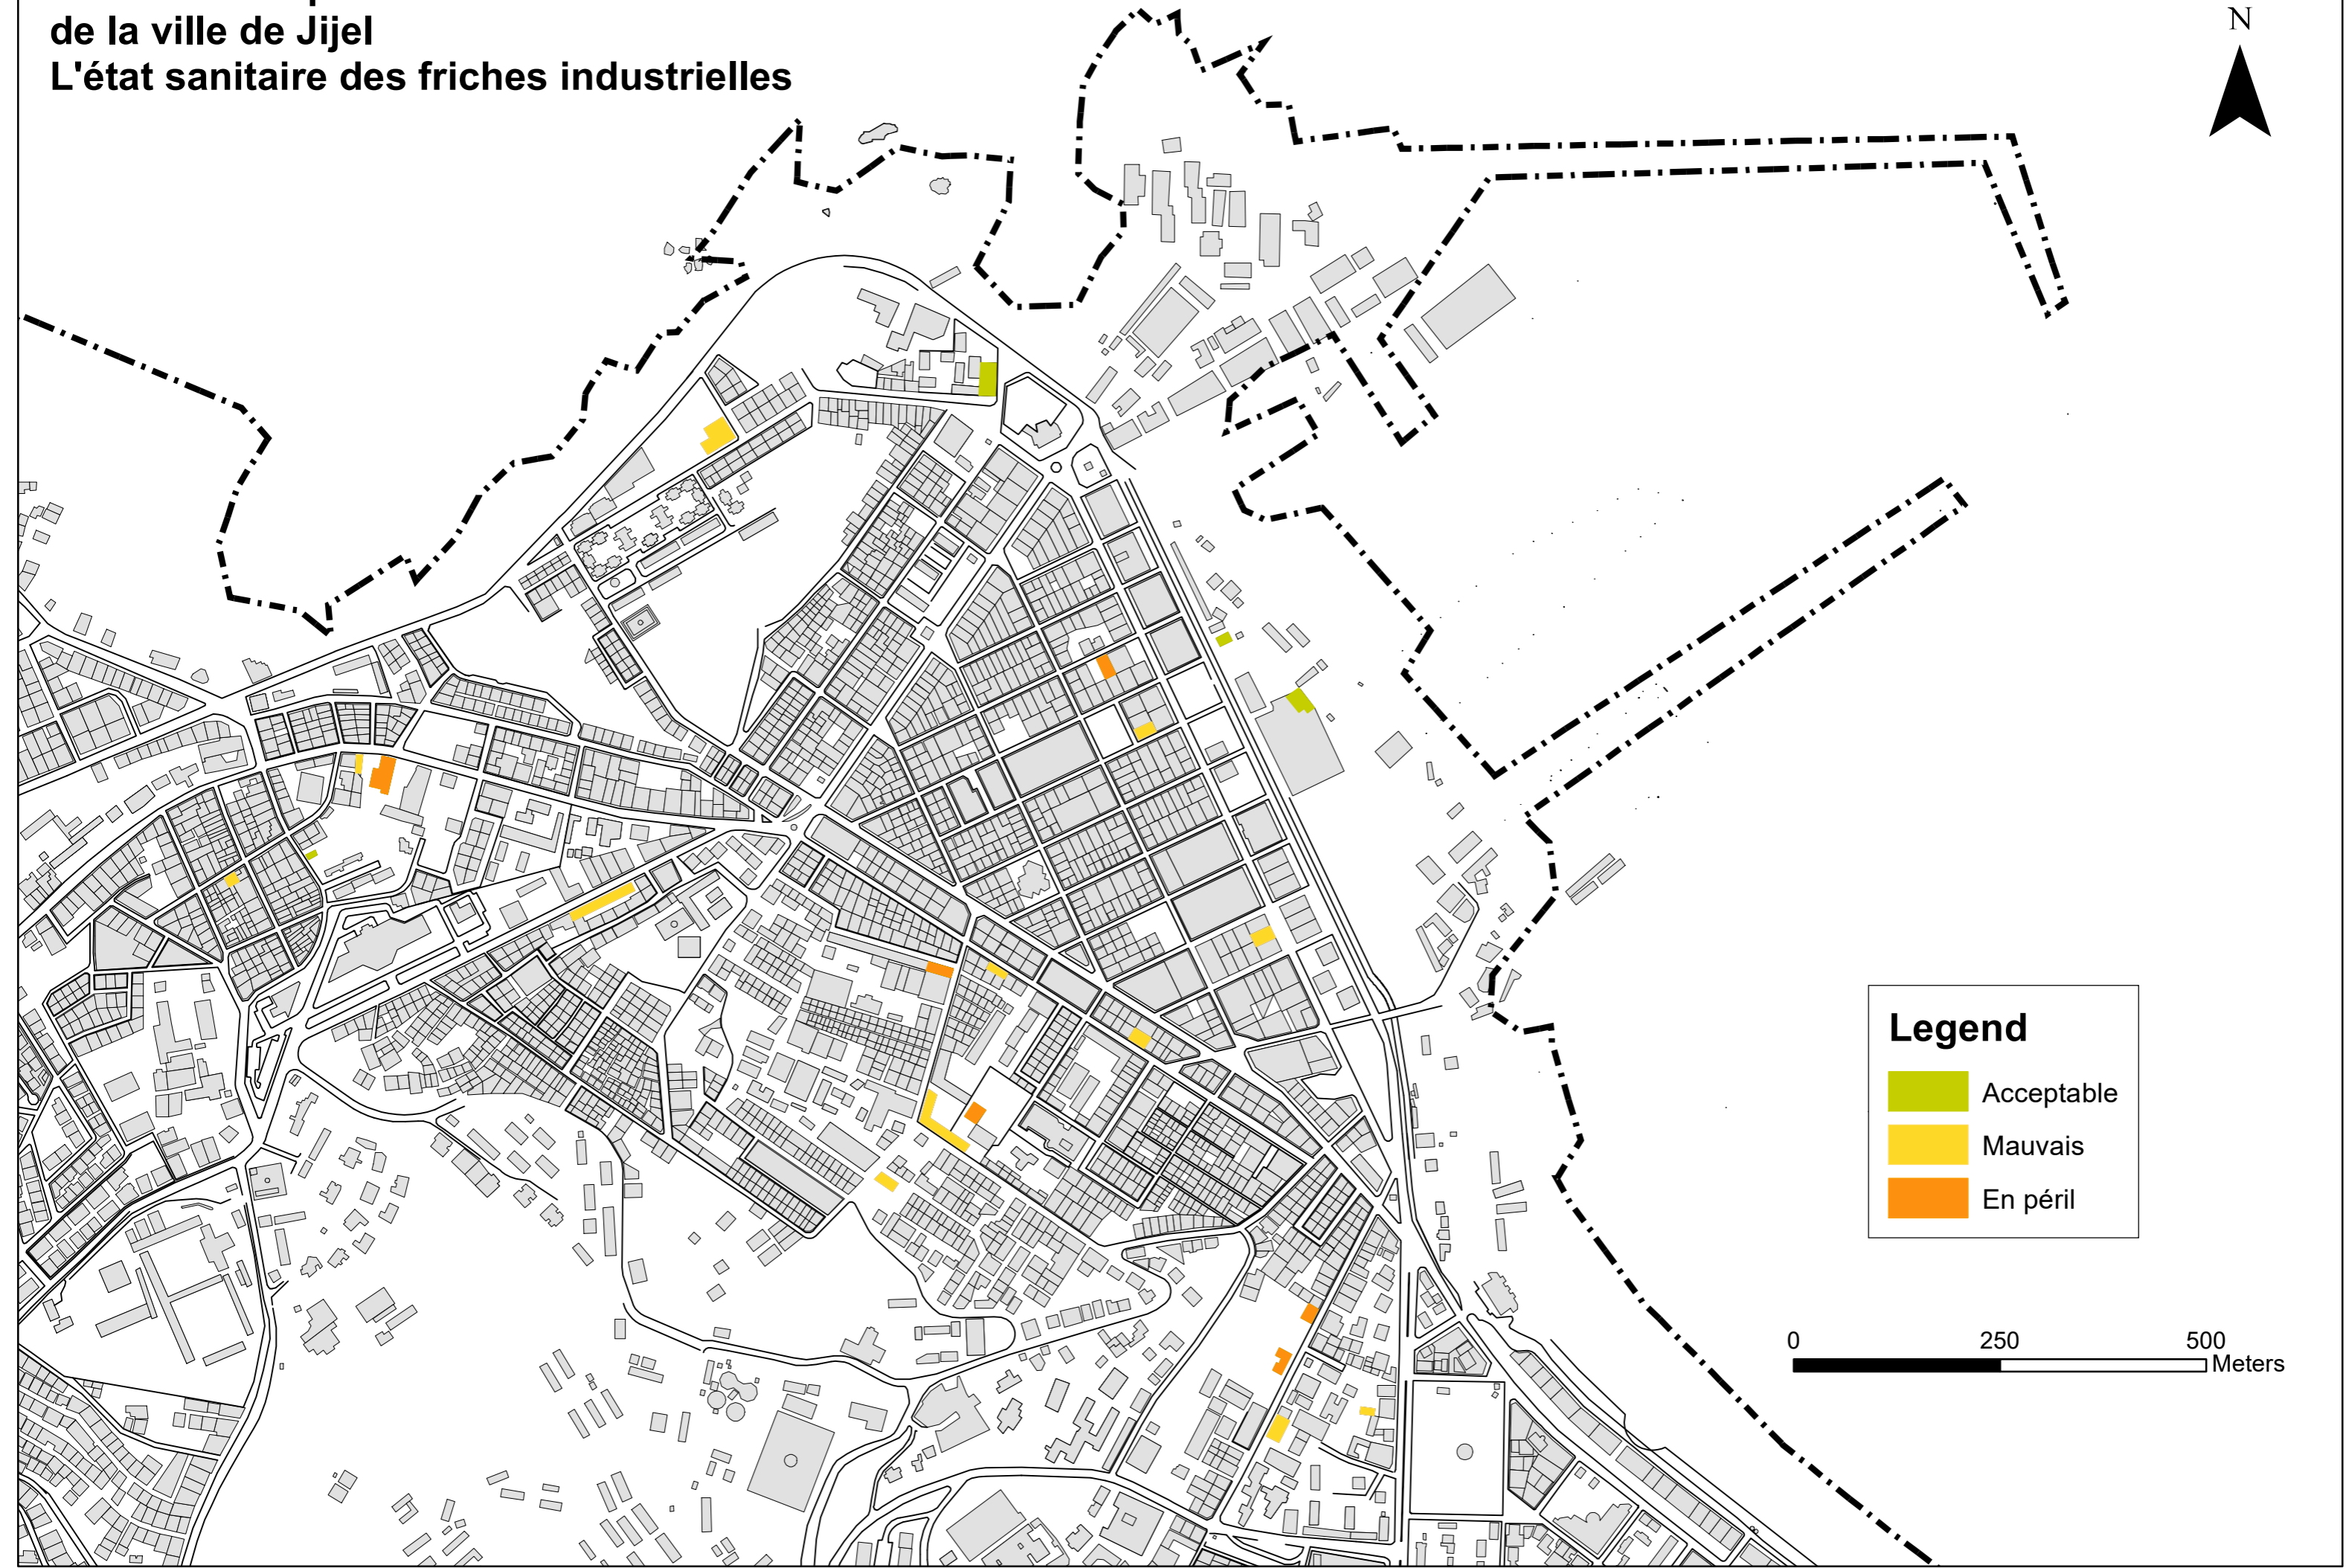 de la ville de Jijel
L'état sanitaire des friches industrielles
N
Legend
Acceptable
Mauvais
En péril
0 250 500
Meters